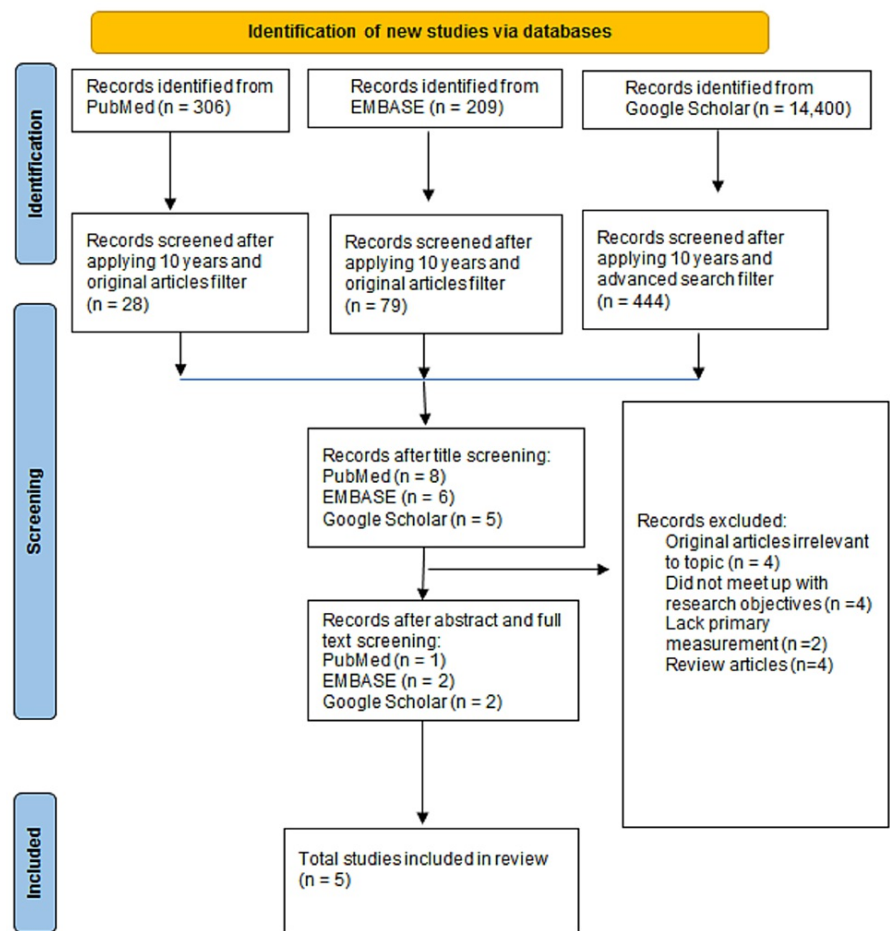 Identification of new studies via databases
Identification
Records identified from
PubMed (n = 306)
Records identified from
EMBASE (n = 209)
Records identified from
Google Scholar (n = 14,400)
Records screened after
applying 10 years and
original articles filter
(n = 28)
Records screened after
applying 10 years and
original articles filter
(n = 79)
Records screened after
applying 10 years and
advanced search filter
(n = 444)
Screening
Records after title screening:
PubMed (n = 8)
EMBASE (n = 6)
Google Scholar (n = 5)
Records excluded:
Original articles irrelevant
to topic (n = 4)
Did not meet up with
research objectives (n =4)
Lack primary
measurement (n =2)
Review articles (n=4)
Records after abstract and full
text screening:
PubMed (n = 1)
EMBASE (n = 2)
Google Scholar (n = 2)
Included
Total studies included in review
(n = 5)